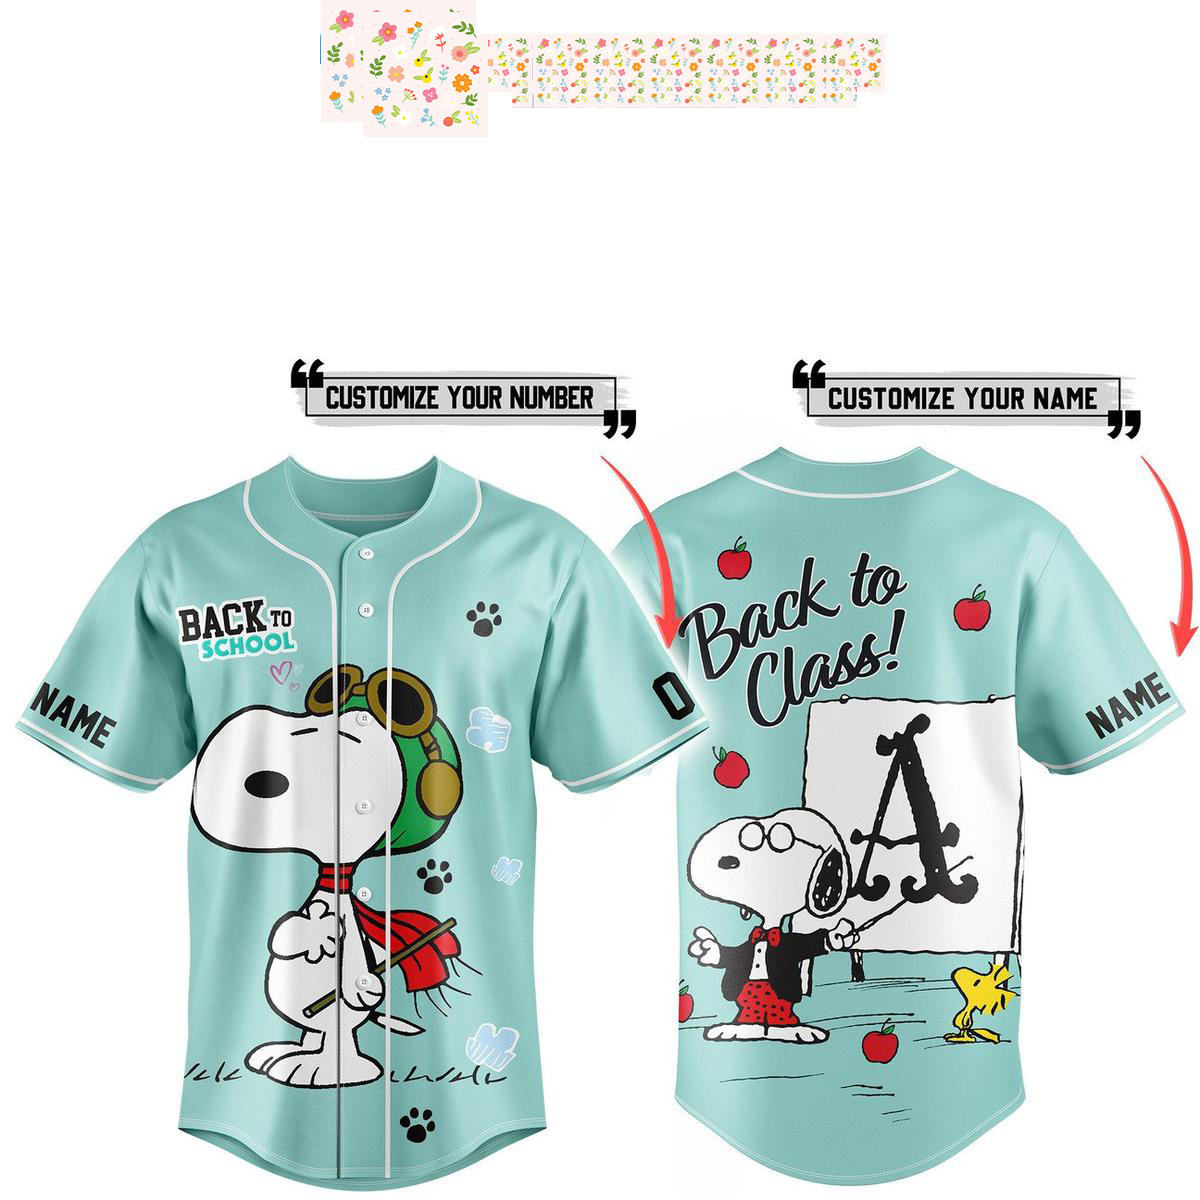 CUSTOMIZE YOUR NUMBER
CUSTOMIZE YOUR NAME
BACK TO
SCHOOL
NAME
0
Back to
Class!
NAME
A